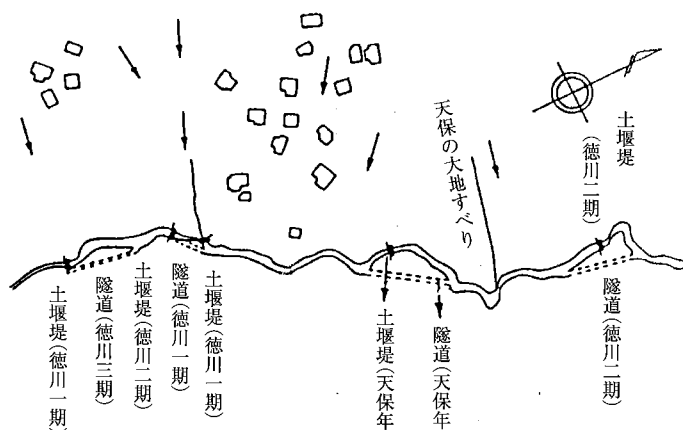 土堰堤
(徳川二期)
天保の大地すべり
隧道(徳川二期)
隧道(天保年
土堰堤(天保年
土堰堤(徳川一期)
隧道(徳川一期)
土堰堤(徳川二期)
隧道(徳川三期)
土堰堤(徳川一期)